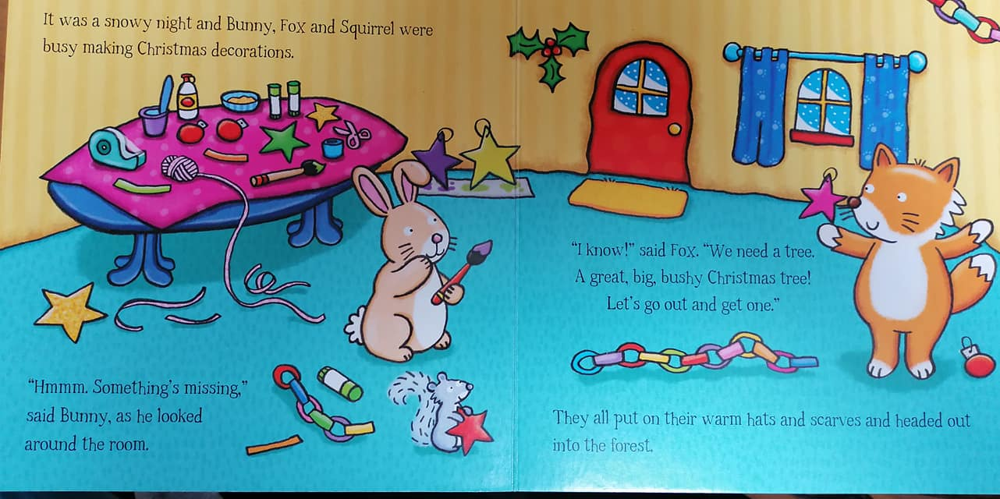 It was a snowy night and Bunny, Fox and Squirrel were
busy making Christmas decorations.
“Hmmm. Something’s missing,”
said Bunny, as he looked
around the room.
“I know!” said Fox. “We need a tree.
A great, big, bushy Christmas tree!
Let’s go out and get one.”
They all put on their warm hats and scarves and headed out
into the forest.